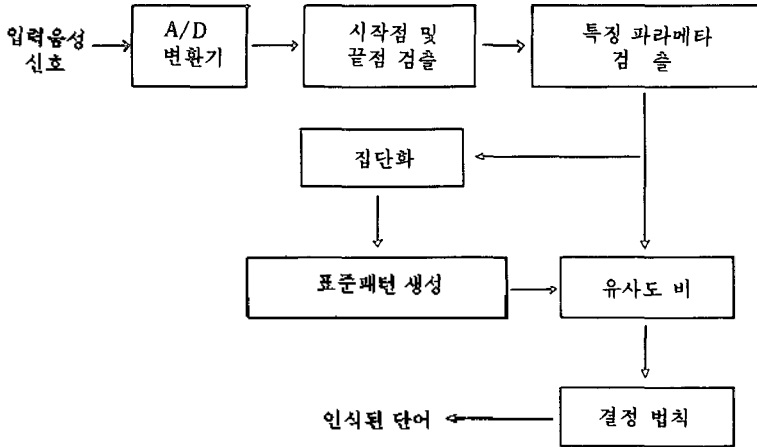 입력음성
신호
A/D
변환기
시작점 및
끝점 검출
특징 파라메타
검 출
집단화
표준패턴 생성
유사도 비
결정 법칙
인식된 단어